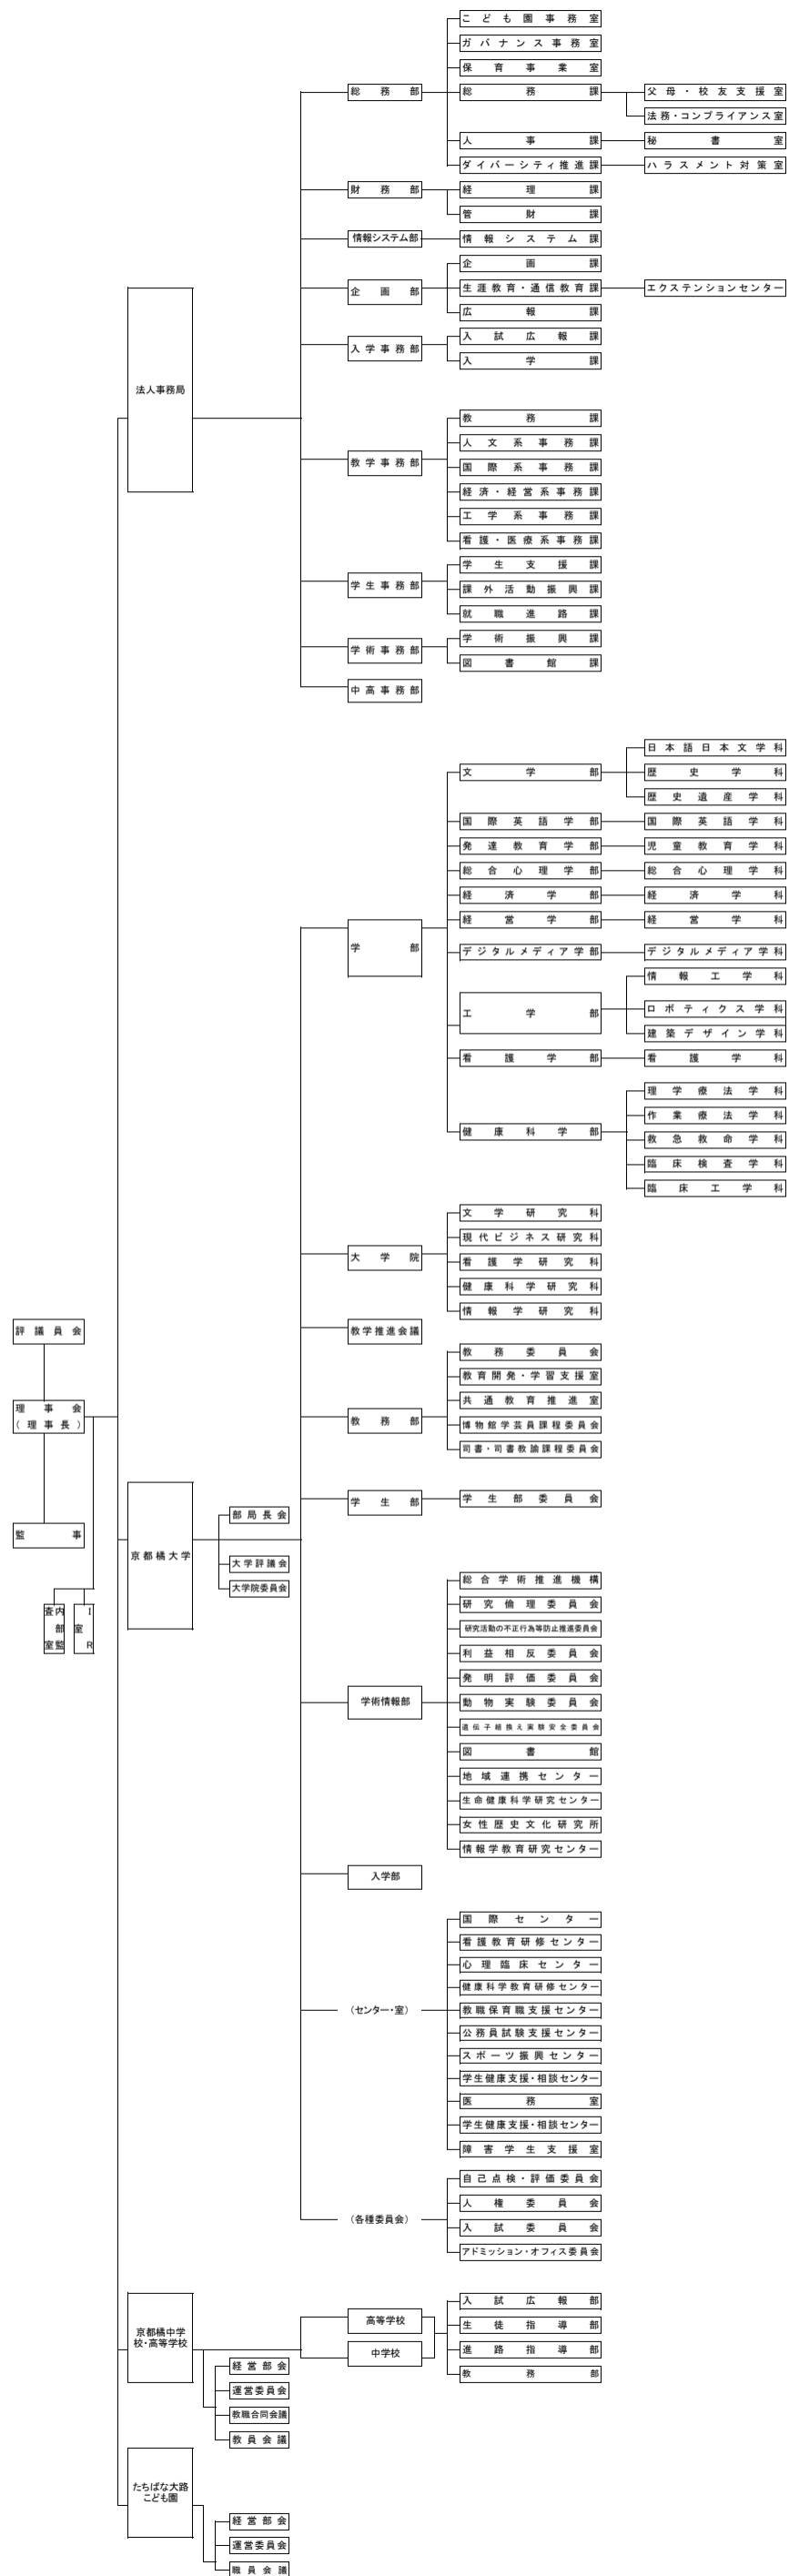 こども園事務室
ガバナンス事務室
保育事業室
総務部
総務課
父母・校友支援室
法務・コンプライアンス室
人事課
秘書室
ダイバーシティ推進課
ハラスメント対策室
財務部
経理課
管財課
情報システム部
情報システム課
企画部
企画課
生涯教育・通信教育課
エクステンションセンター
広報課
入学事務部
入試広報課
入学課
法人事務局
教学事務部
教務課
人文系事務課
国際系事務課
経済・経営系事務課
工学系事務課
看護・医療系事務課
学生事務部
学生支援課
課外活動振興課
就職進路課
学術事務部
学術振興課
図書館課
中高事務部
学部
文学部
日本語日本文学科
歴史学科
歴史遺産学科
国際英語学部
国際英語学科
発達教育学部
児童教育学科
総合心理学部
総合心理学科
経済学部
経済学科
経営学部
経営学科
デジタルメディア学部
デジタルメディア学科
工学部
情報工学科
ロボティクス学科
建築デザイン学科
看護学部
看護学科
健康科学部
理学療法学科
作業療法学科
救急救命学科
臨床検査学科
臨床工学科
大学院
文学研究科
現代ビジネス研究科
看護学研究科
健康科学研究科
情報学研究科
評議員会
理事会
(理事長)
監事
内部監査室
IR室
教学推進会議
教務部
教務委員会
教育開発・学習支援室
共通教育推進室
博物館学芸員課程委員会
司書・司書教諭課程委員会
京都橘大学
部局長会
大学評議会
大学院委員会
学生部
学生部委員会
学術情報部
総合学術推進機構
研究倫理委員会
研究活動の不正行為等防止推進委員会
利益相反委員会
発明評価委員会
動物実験委員会
遺伝子組換え実験安全委員会
図書館
地域連携センター
生命健康科学研究センター
女性歴史文化研究所
情報学教育研究センター
入学部
(センター・室)
国際センター
看護教育研修センター
心理臨床センター
健康科学教育研修センター
教職保育職支援センター
公務員試験支援センター
スポーツ振興センター
学生健康支援・相談センター
医務室
学生健康支援・相談センター
障害学生支援室
(各種委員会)
自己点検・評価委員会
人権委員会
入試委員会
アドミッション・オフィス委員会
京都橘中学
校・高等学校
高等学校
中学校
入試広報部
生徒指導部
進路指導部
教務部
経営部会
運営委員会
教職合同会議
教員会議
たちばな大路
こども園
経営部会
運営委員会
職員会議